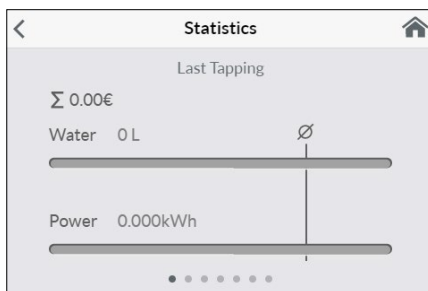 Statistics
Last Tapping
Σ 0.00€
Water 0 L Ø
Power 0.000kWh